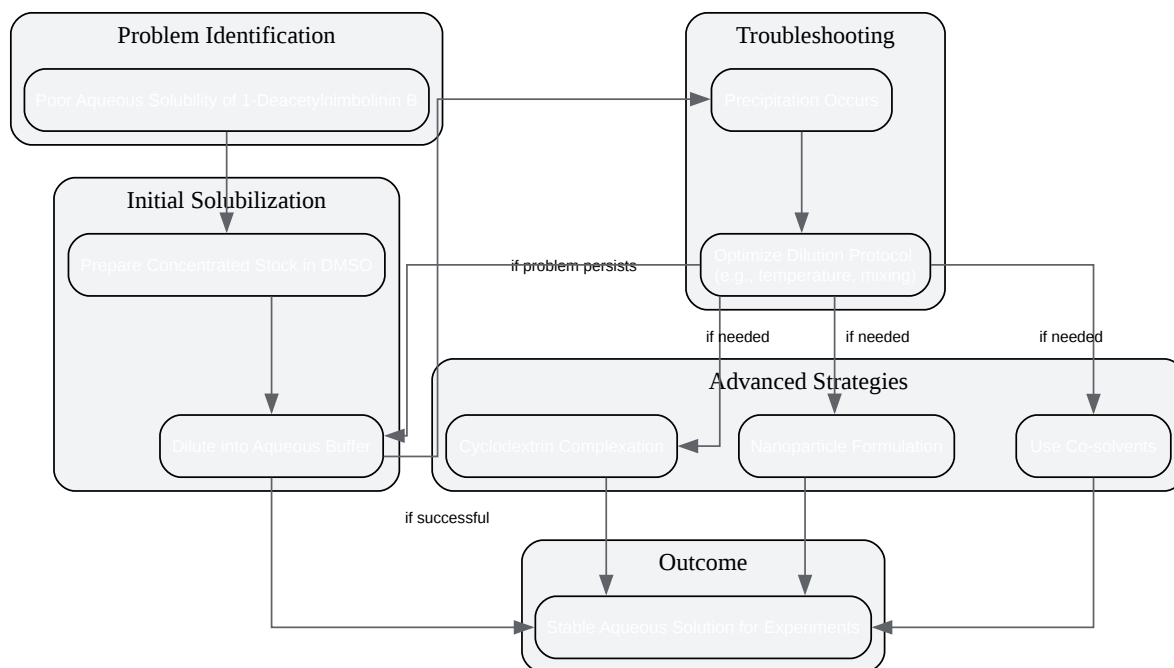 Problem Identification
Poor Aqueous Solubility of 1-Deacetylnimbolinin B
Initial Solubilization
Prepare Concentrated Stock in DMSO
Dilute into Aqueous Buffer
Troubleshooting
Precipitation Occurs
Optimize Dilution Protocol
(e.g., temperature, mixing)
if problem persists
if needed
if needed
if needed
Advanced Strategies
Cyclodextrin Complexation
Nanoparticle Formulation
Use Co-solvents
if successful
Outcome
Stable Aqueous Solution for Experiments